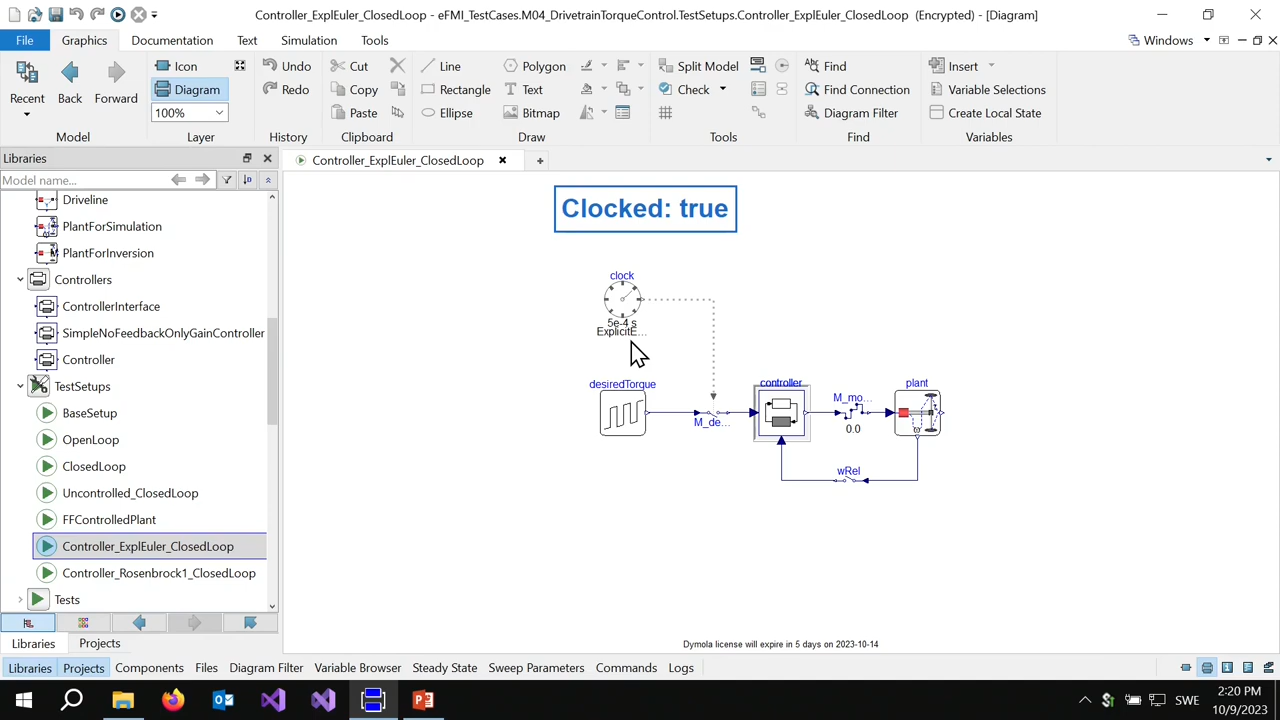 Controller_ExplEuler_ClosedLoop - eFMI_TestCases.M04_DrivetrainTorqueControl.TestSetups.Controller_ExplEuler_ClosedLoop (Encrypted) - [Diagram]
File Graphics Documentation Text Simulation Tools Windows
Icon Undo Cut Line Polygon Split Model Find Insert
Diagram Redo Copy Rectangle Text Check Find Connection Variable Selections
Recent Back Forward 100% Paste Ellipse Bitmap Diagram Filter Create Local State
Model Layer History Clipboard Draw Tools Find Variables
Libraries
Controller_ExplEuler_ClosedLoop
Model name...
Driveline
PlantForSimulation
PlantForInversion
Controllers
ControllerInterface
SimpleNoFeedbackOnlyGainController
Controller
TestSetups
BaseSetup
OpenLoop
ClosedLoop
Uncontrolled_ClosedLoop
FFControlledPlant
Controller_ExplEuler_ClosedLoop
Controller_Rosenbrock1_ClosedLoop
Tests
Libraries Projects
Clocked: true
clock
5e-4 s
ExplicitE...
desiredTorque
M_de...
controller
M_mo...
0.0
plant
wRel
Dymola license will expire in 5 days on 2023-10-14
Libraries Projects Components Files Diagram Filter Variable Browser Steady State Sweep Parameters Commands Logs
SWE
2:20 PM
10/9/2023